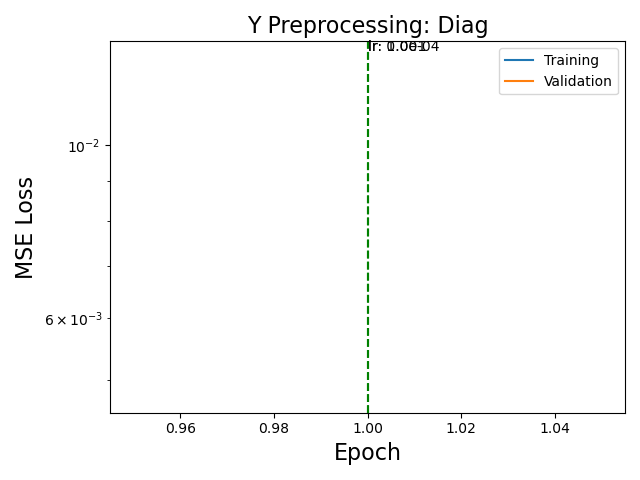 Y Preprocessing: Diag
lr:
Training
Validation
10⁻²
6 × 10⁻³
MSE Loss
0.96
0.98
1.00
1.02
1.04
Epoch